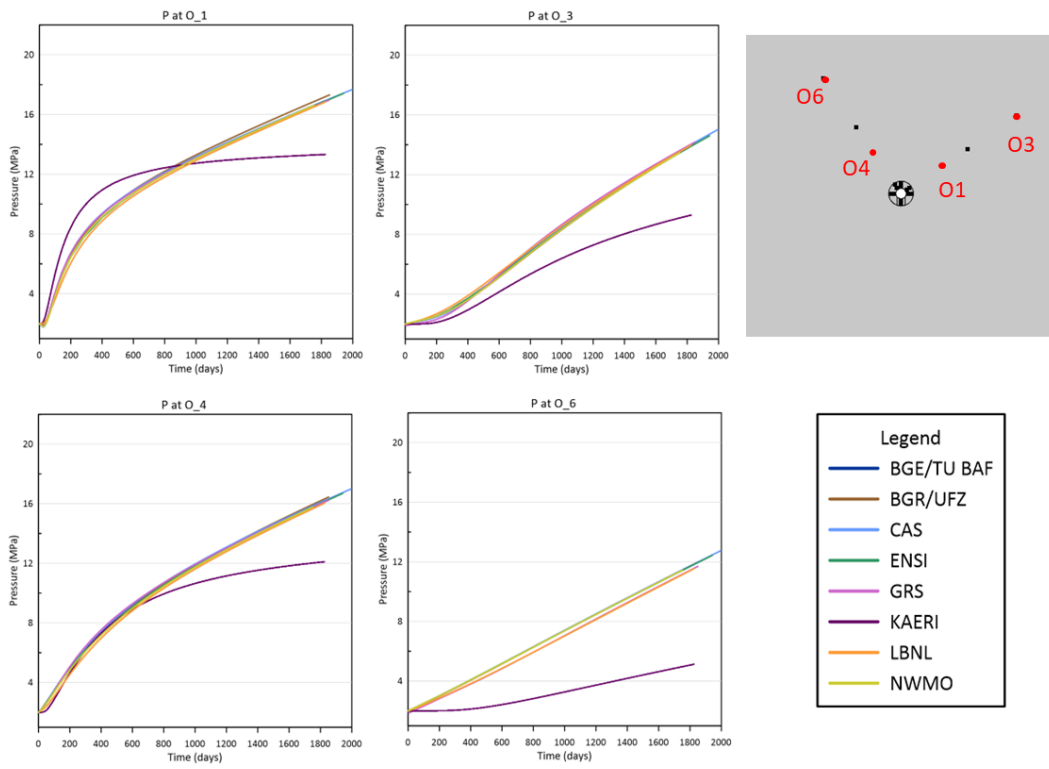 P at O_1
20
16
12
8
4
Pressure (MPa)
0 200 400 600 800 1000 1200 1400 1600 1800 2000
Time (days)
P at O_3
20
16
12
8
4
Pressure (MPa)
0 200 400 600 800 1000 1200 1400 1600 1800 2000
Time (days)
O6
O3
O4
O1
P at O_4
20
16
12
8
4
Pressure (MPa)
0 200 400 600 800 1000 1200 1400 1600 1800 2000
Time (days)
P at O_6
20
16
12
8
4
Pressure (MPa)
0 200 400 600 800 1000 1200 1400 1600 1800 2000
Time (days)
Legend
BGE/TU BAF
BGR/UFZ
CAS
ENSI
GRS
KAERI
LBNL
NWMO